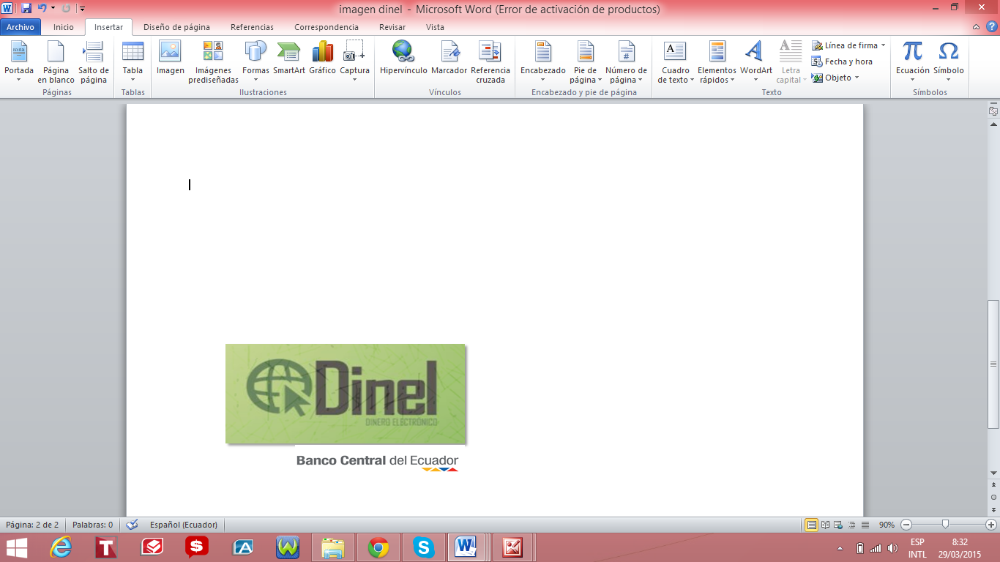 imagen dinel - Microsoft Word (Error de activación de productos)
Archivo Inicio Insertar Diseño de página Referencias Correspondencia Revisar Vista
Portada Página en blanco Salto de página
Páginas
Tabla
Tablas
Imagen Imágenes prediseñadas Formas SmartArt Gráfico Captura
Ilustraciones
Hipervínculo Marcador Referencia cruzada
Vínculos
Encabezado Pie de página Número de página
Encabezado y pie de página
Cuadro de texto Elementos rápidos WordArt Letra capital
Línea de firma
Fecha y hora
Objeto
Texto
Ecuación Símbolo
Símbolos
Dinel
DINERO ELECTRÓNICO
Banco Central del Ecuador
Página: 2 de 2 Palabras: 0 Español (Ecuador) 90%
ESP 8:32
INTL 29/03/2015